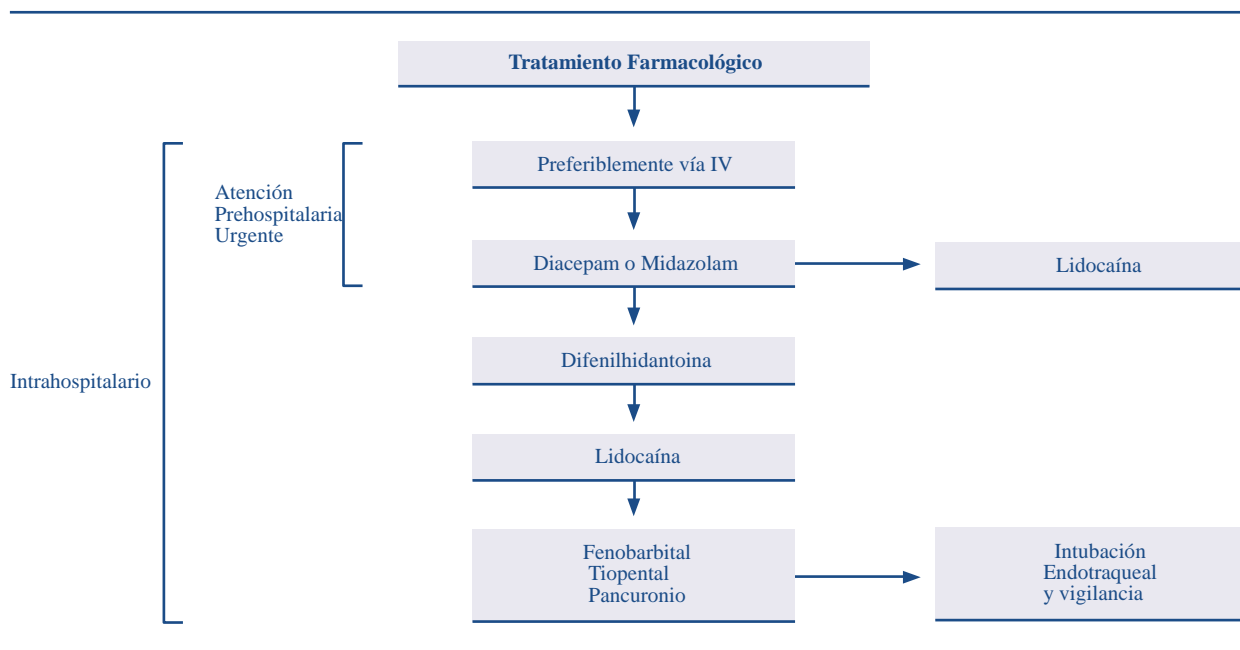 Tratamiento Farmacológico
Preferiblemente vía IV
Atención
Prehospitalaria
Urgente
Diacepam o Midazolam
Lidocaína
Difenilhidantoina
Intrahospitalario
Lidocaína
Fenobarbital
Tiopental
Pancuronio
Intubación
Endotraqueal
y vigilancia